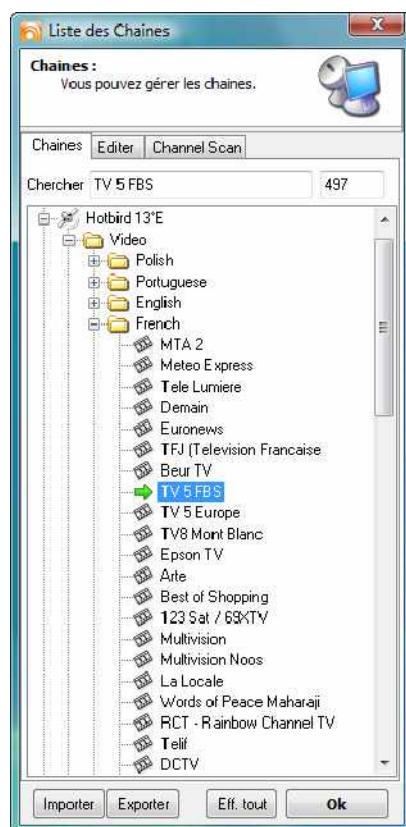 Liste des Chaines
Chaines :
Vous pouvez gérer les chaines.
Chaines Editer Channel Scan
Chercher TV 5 FBS 497
Hotbird 13°E
Video
Polish
Portuguese
English
French
MTA 2
Meteo Express
Tele Lumiere
Demain
Euronews
TFJ (Television Francaise
Beur TV
TV 5 FBS
TV 5 Europe
TV8 Mont Blanc
Epson TV
Arte
Best of Shopping
123 Sat / 69XTV
Multivision
Multivision Noos
La Locale
Words of Peace Maharaji
RCT - Rainbow Channel TV
Telif
DCTV
Importer Exporter Eff. tout Ok